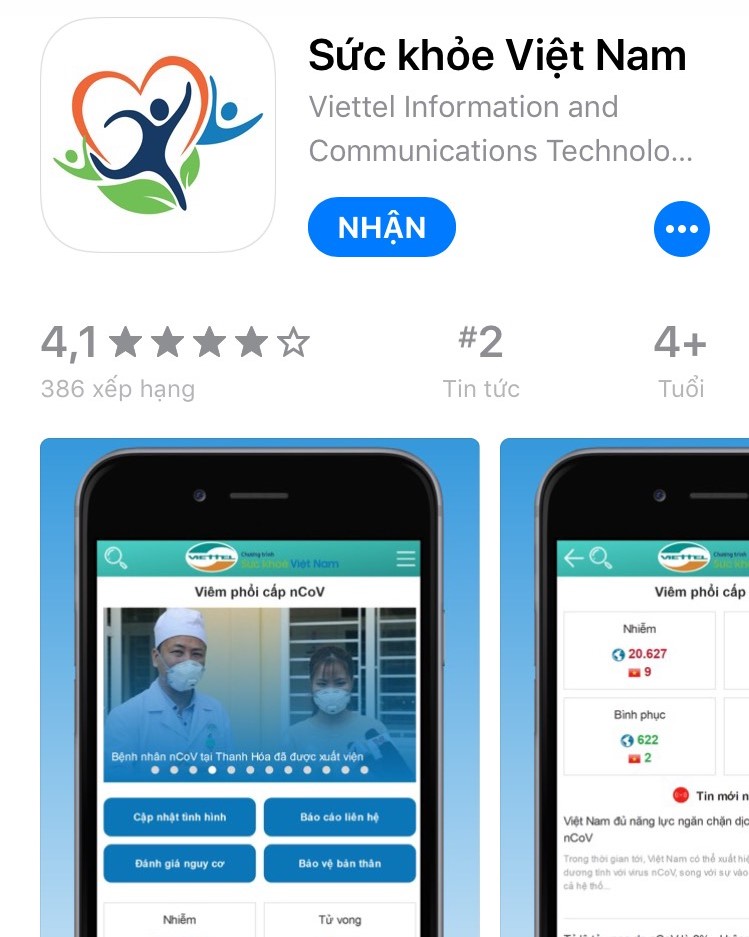 Sức khỏe Việt Nam
Viettel Information and
Communications Technolo...
NHẬN
4,1
#2
4+
386 xếp hạng
Tin tức
Tuổi
VIETTEL
Chương trình
Sức khỏe Việt Nam
Viêm phổi cấp nCoV
Bệnh nhân nCoV tại Thanh Hóa đã được xuất viện
Cập nhật tình hình
Báo cáo liên hệ
Đánh giá nguy cơ
Bảo vệ bản thân
Nhiễm
Tử vong
VIETTEL
Chương trình
Sức kh
Viêm phổi cấp
Nhiễm
20.627
9
Bình phục
622
2
Tin mới n
Việt Nam đủ năng lực ngăn chặn dịc
nCoV
Trong thời gian tới, Việt Nam có thể xuất hiệ
dương tính với virus nCoV, song với sự vào
cả hệ thố...